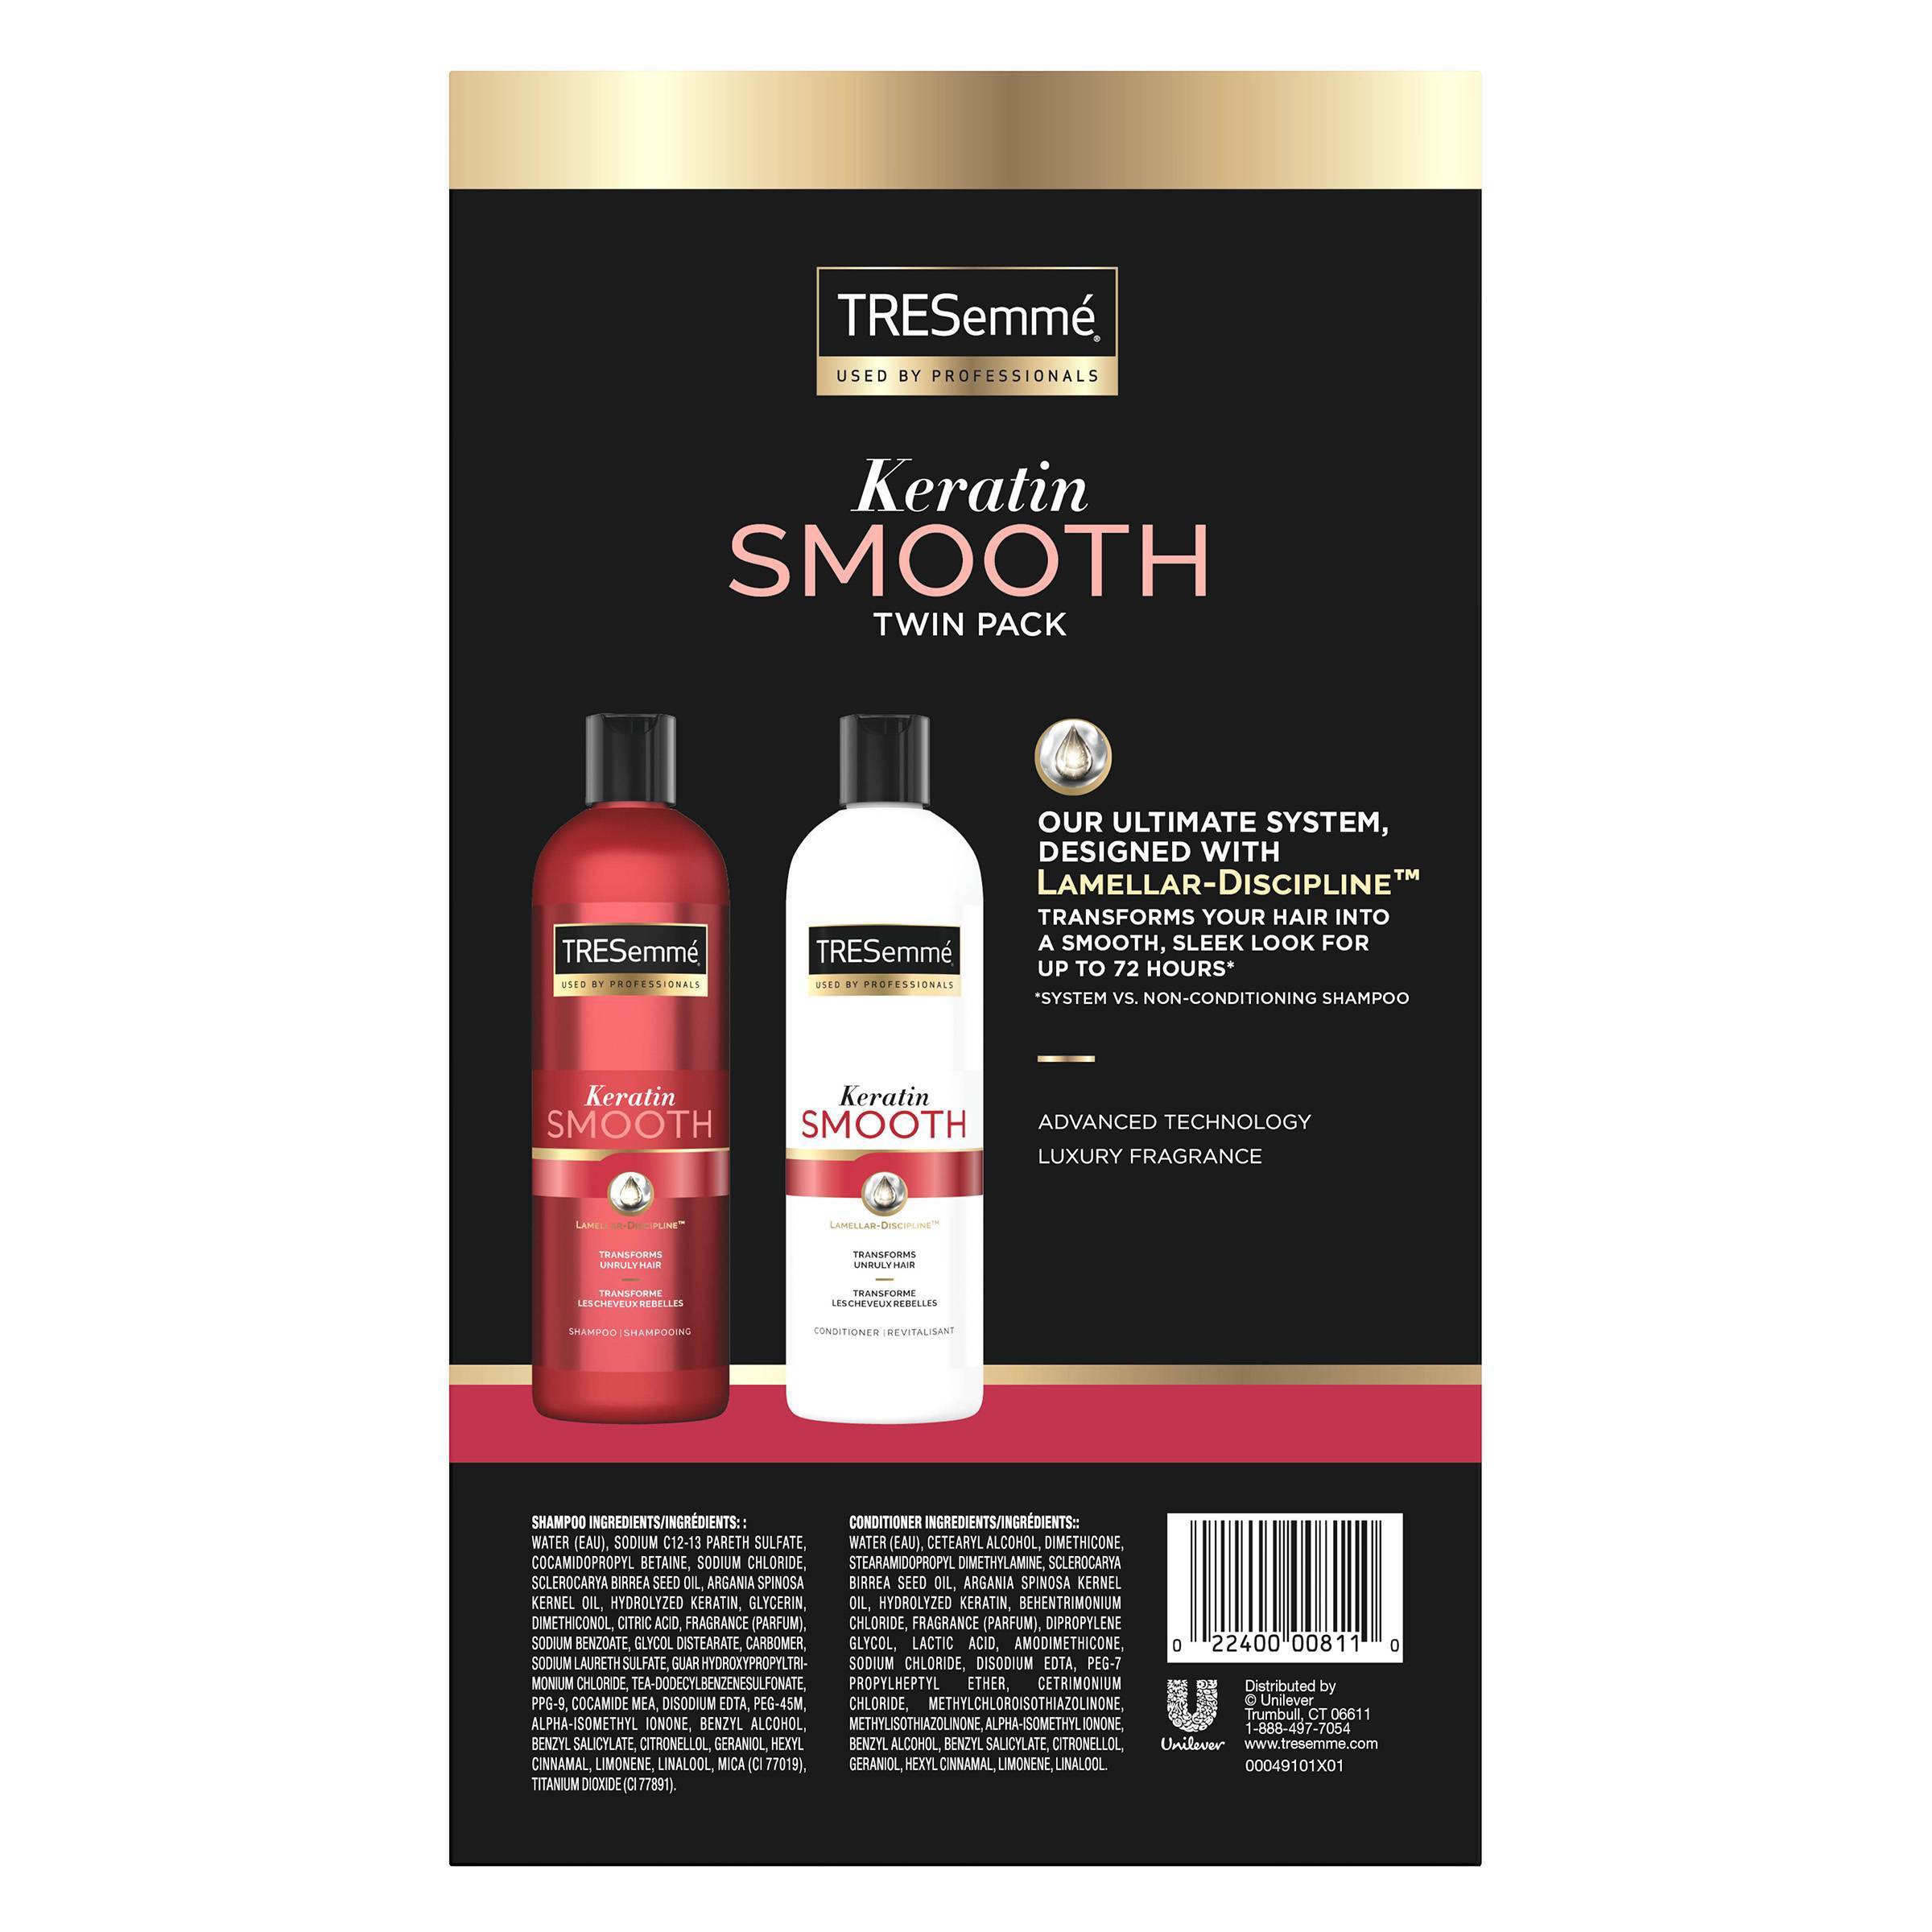 TRESemmé®
USED BY PROFESSIONALS
Keratin
SMOOTH
TWIN PACK
TRESemmé
USED BY PROFESSIONALS
Keratin
SMOOTH
LAMELLAR-DISCIPLINE™
TRANSFORMS
UNRULY HAIR
TRANSFORME
LES CHEVEUX REBELLES
SHAMPOO | SHAMPOOING
TRESemmé
USED BY PROFESSIONALS
Keratin
SMOOTH
LAMELLAR-DISCIPLINE™
TRANSFORMS
UNRULY HAIR
TRANSFORME
LES CHEVEUX REBELLES
CONDITIONER | REVITALISANT
OUR ULTIMATE SYSTEM,
DESIGNED WITH
LAMELLAR-DISCIPLINE™
TRANSFORMS YOUR HAIR INTO
A SMOOTH, SLEEK LOOK FOR
UP TO 72 HOURS*
*SYSTEM VS. NON-CONDITIONING SHAMPOO
ADVANCED TECHNOLOGY
LUXURY FRAGRANCE
SHAMPOO INGREDIENTS/INGRÉDIENTS: :
WATER (EAU), SODIUM C12-13 PARETH SULFATE,
COCAMIDOPROPYL BETAINE, SODIUM CHLORIDE,
SCLEROCARYA BIRREA SEED OIL, ARGANIA SPINOSA
KERNEL OIL, HYDROLYZED KERATIN, GLYCERIN,
DIMETHICONOL, CITRIC ACID, FRAGRANCE (PARFUM),
SODIUM BENZOATE, GLYCOL DISTEARATE, CARBOMER,
SODIUM LAURETH SULFATE, GUAR HYDROXYPROPYLTRI-
MONIUM CHLORIDE, TEA-DODECYLBENZENESULFONATE,
PPG-9, COCAMIDE MEA, DISODIUM EDTA, PEG-45M,
ALPHA-ISOMETHYL IONONE, BENZYL ALCOHOL,
BENZYL SALICYLATE, CITRONELLOL, GERANIOL, HEXYL
CINNAMAL, LIMONENE, LINALOOL, MICA (CI 77019),
TITANIUM DIOXIDE (CI 77891).
CONDITIONER INGREDIENTS/INGRÉDIENTS::
WATER (EAU), CETEARYL ALCOHOL, DIMETHICONE,
STEARAMIDOPROPYL DIMETHYLAMINE, SCLEROCARYA
BIRREA SEED OIL, ARGANIA SPINOSA KERNEL
OIL, HYDROLYZED KERATIN, BEHENTRIMONIUM
CHLORIDE, FRAGRANCE (PARFUM), DIPROPYLENE
GLYCOL, LACTIC ACID, AMODIMETHICONE,
SODIUM CHLORIDE, DISODIUM EDTA, PEG-7
PROPYLHEPTYL ETHER, CETRIMONIUM
CHLORIDE, METHYLCHLOROISOTHIAZOLINONE,
METHYLISOTHIAZOLINONE, ALPHA-ISOMETHYL IONONE,
BENZYL ALCOHOL, BENZYL SALICYLATE, CITRONELLOL,
GERANIOL, HEXYL CINNAMAL, LIMONENE, LINALOOL.
0 22400 00811 0
Unilever
Distributed by
© Unilever
Trumbull, CT 06611
1-888-497-7054
www.tresemme.com
00049101X01